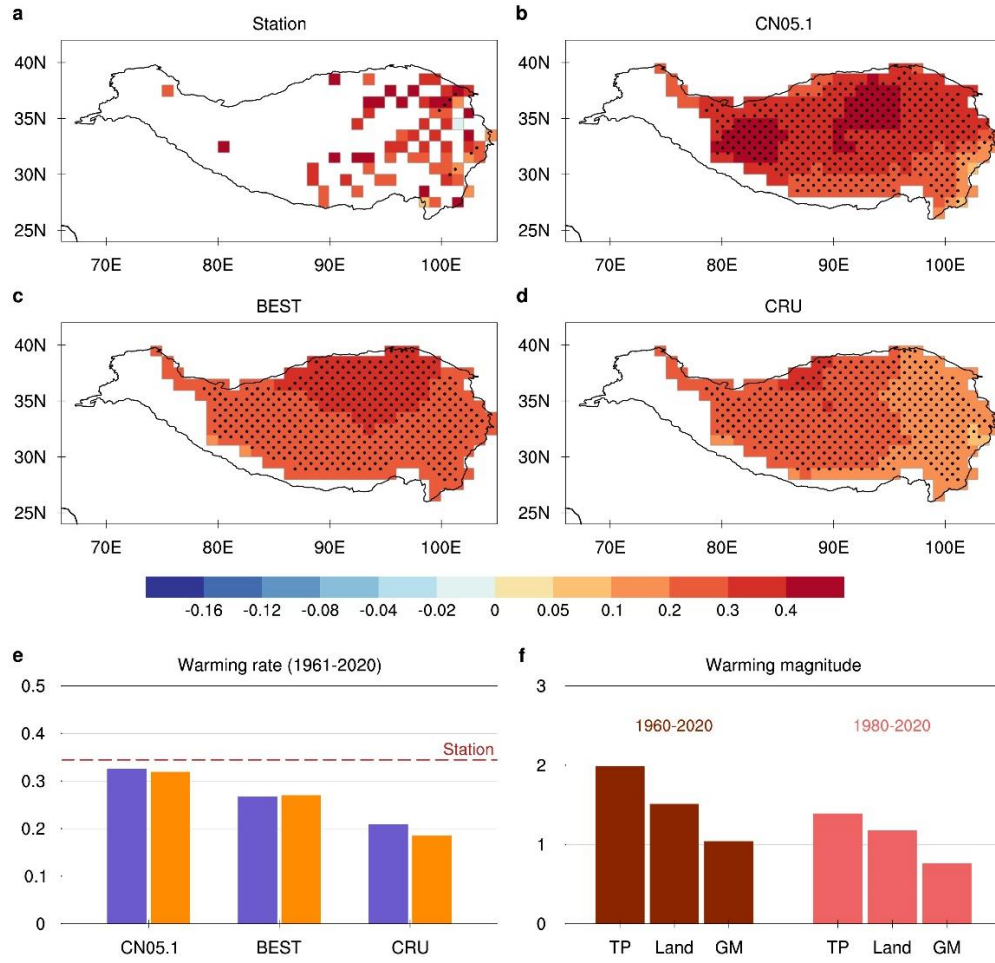 a
Station
40N
35N
30N
25N
70E
80E
90E
100E
b
CN05.1
40N
35N
30N
25N
70E
80E
90E
100E
c
BEST
40N
35N
30N
25N
70E
80E
90E
100E
d
CRU
40N
35N
30N
25N
70E
80E
90E
100E
-0.16 -0.12 -0.08 -0.04 -0.02 0 0.05 0.1 0.2 0.3 0.4
e
Warming rate (1961-2020)
0.5
0.4
0.3
0.2
0.1
0
Station
CN05.1 BEST CRU
f
Warming magnitude
3
2
1
0
1960-2020 1980-2020
TP Land GM TP Land GM